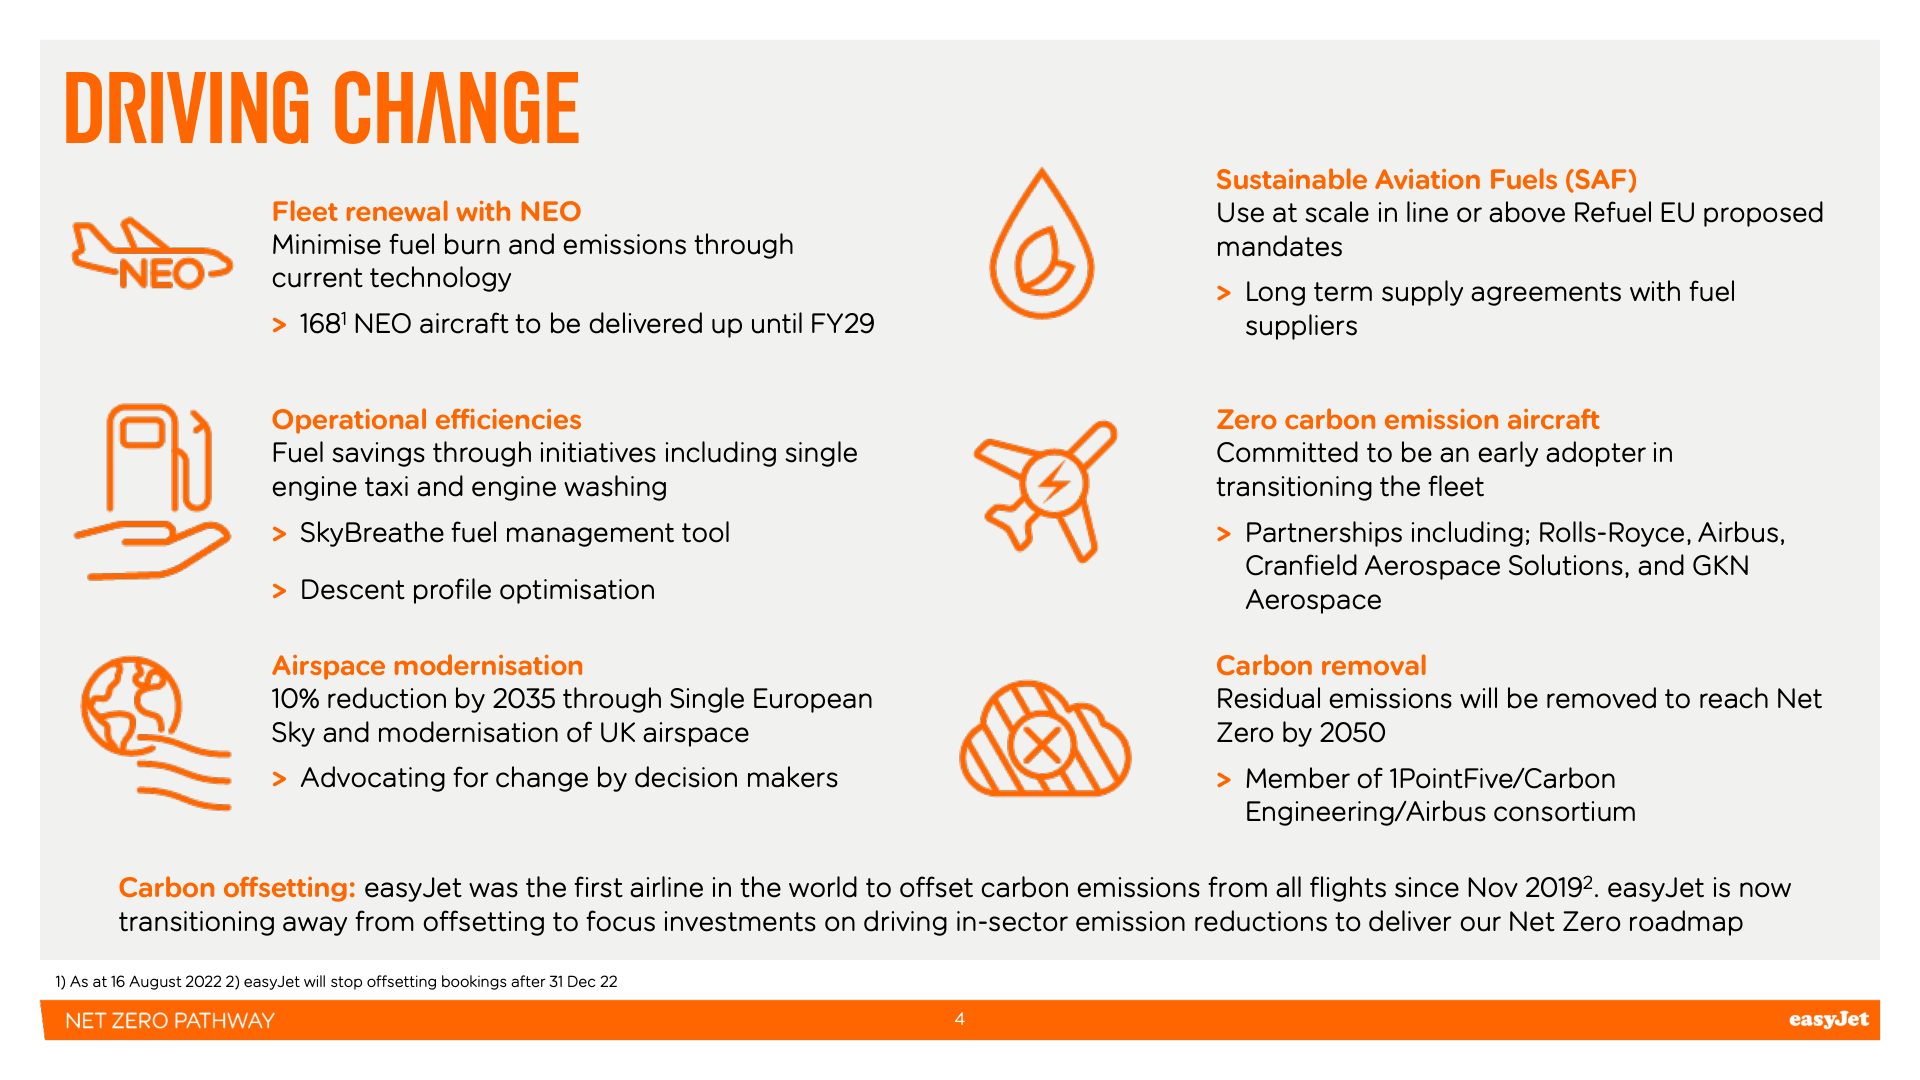 DRIVING CHANGE
NEO
Fleet renewal with NEO
Minimise fuel burn and emissions through
current technology
> 168¹ NEO aircraft to be delivered up until FY29
Operational efficiencies
Fuel savings through initiatives including single
engine taxi and engine washing
> SkyBreathe fuel management tool
> Descent profile optimisation
Airspace modernisation
10% reduction by 2035 through Single European
Sky and modernisation of UK airspace
> Advocating for change by decision makers
Sustainable Aviation Fuels (SAF)
Use at scale in line or above Refuel EU proposed
mandates
> Long term supply agreements with fuel
suppliers
Zero carbon emission aircraft
Committed to be an early adopter in
transitioning the fleet
> Partnerships including; Rolls-Royce, Airbus,
Cranfield Aerospace Solutions, and GKN
Aerospace
Carbon removal
Residual emissions will be removed to reach Net
Zero by 2050
> Member of 1PointFive/Carbon
Engineering/Airbus consortium
Carbon offsetting: easyJet was the first airline in the world to offset carbon emissions from all flights since Nov 2019². easyJet is now
transitioning away from offsetting to focus investments on driving in-sector emission reductions to deliver our Net Zero roadmap
1) As at 16 August 2022 2) easyJet will stop offsetting bookings after 31 Dec 22
NET ZERO PATHWAY
4
easyJet